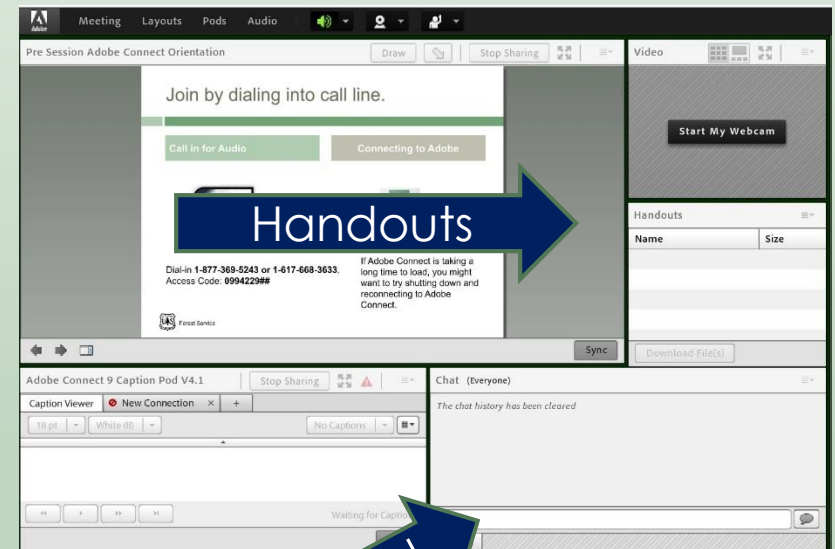 Adobe
Meeting Layouts Pods Audio
Pre Session Adobe Connect Orientation
Draw
Stop Sharing
Video
Join by dialing into call line.
Call in for Audio
Connecting to Adobe
Start My Webcam
Handouts
Handouts
Name Size
Dial-in 1-877-369-5243 or 1-617-668-3633.
Access Code: 0994229##
If Adobe Connect is taking a
long time to load, you might
want to try shutting down and
reconnecting to Adobe
Connect.
UAS Forest Service
Sync
Download File(s)
Adobe Connect 9 Caption Pod V4.1
Stop Sharing
Chat (Everyone)
Caption Viewer New Connection × +
The chat history has been cleared
18 pt White (B)
No Captions
Waiting for